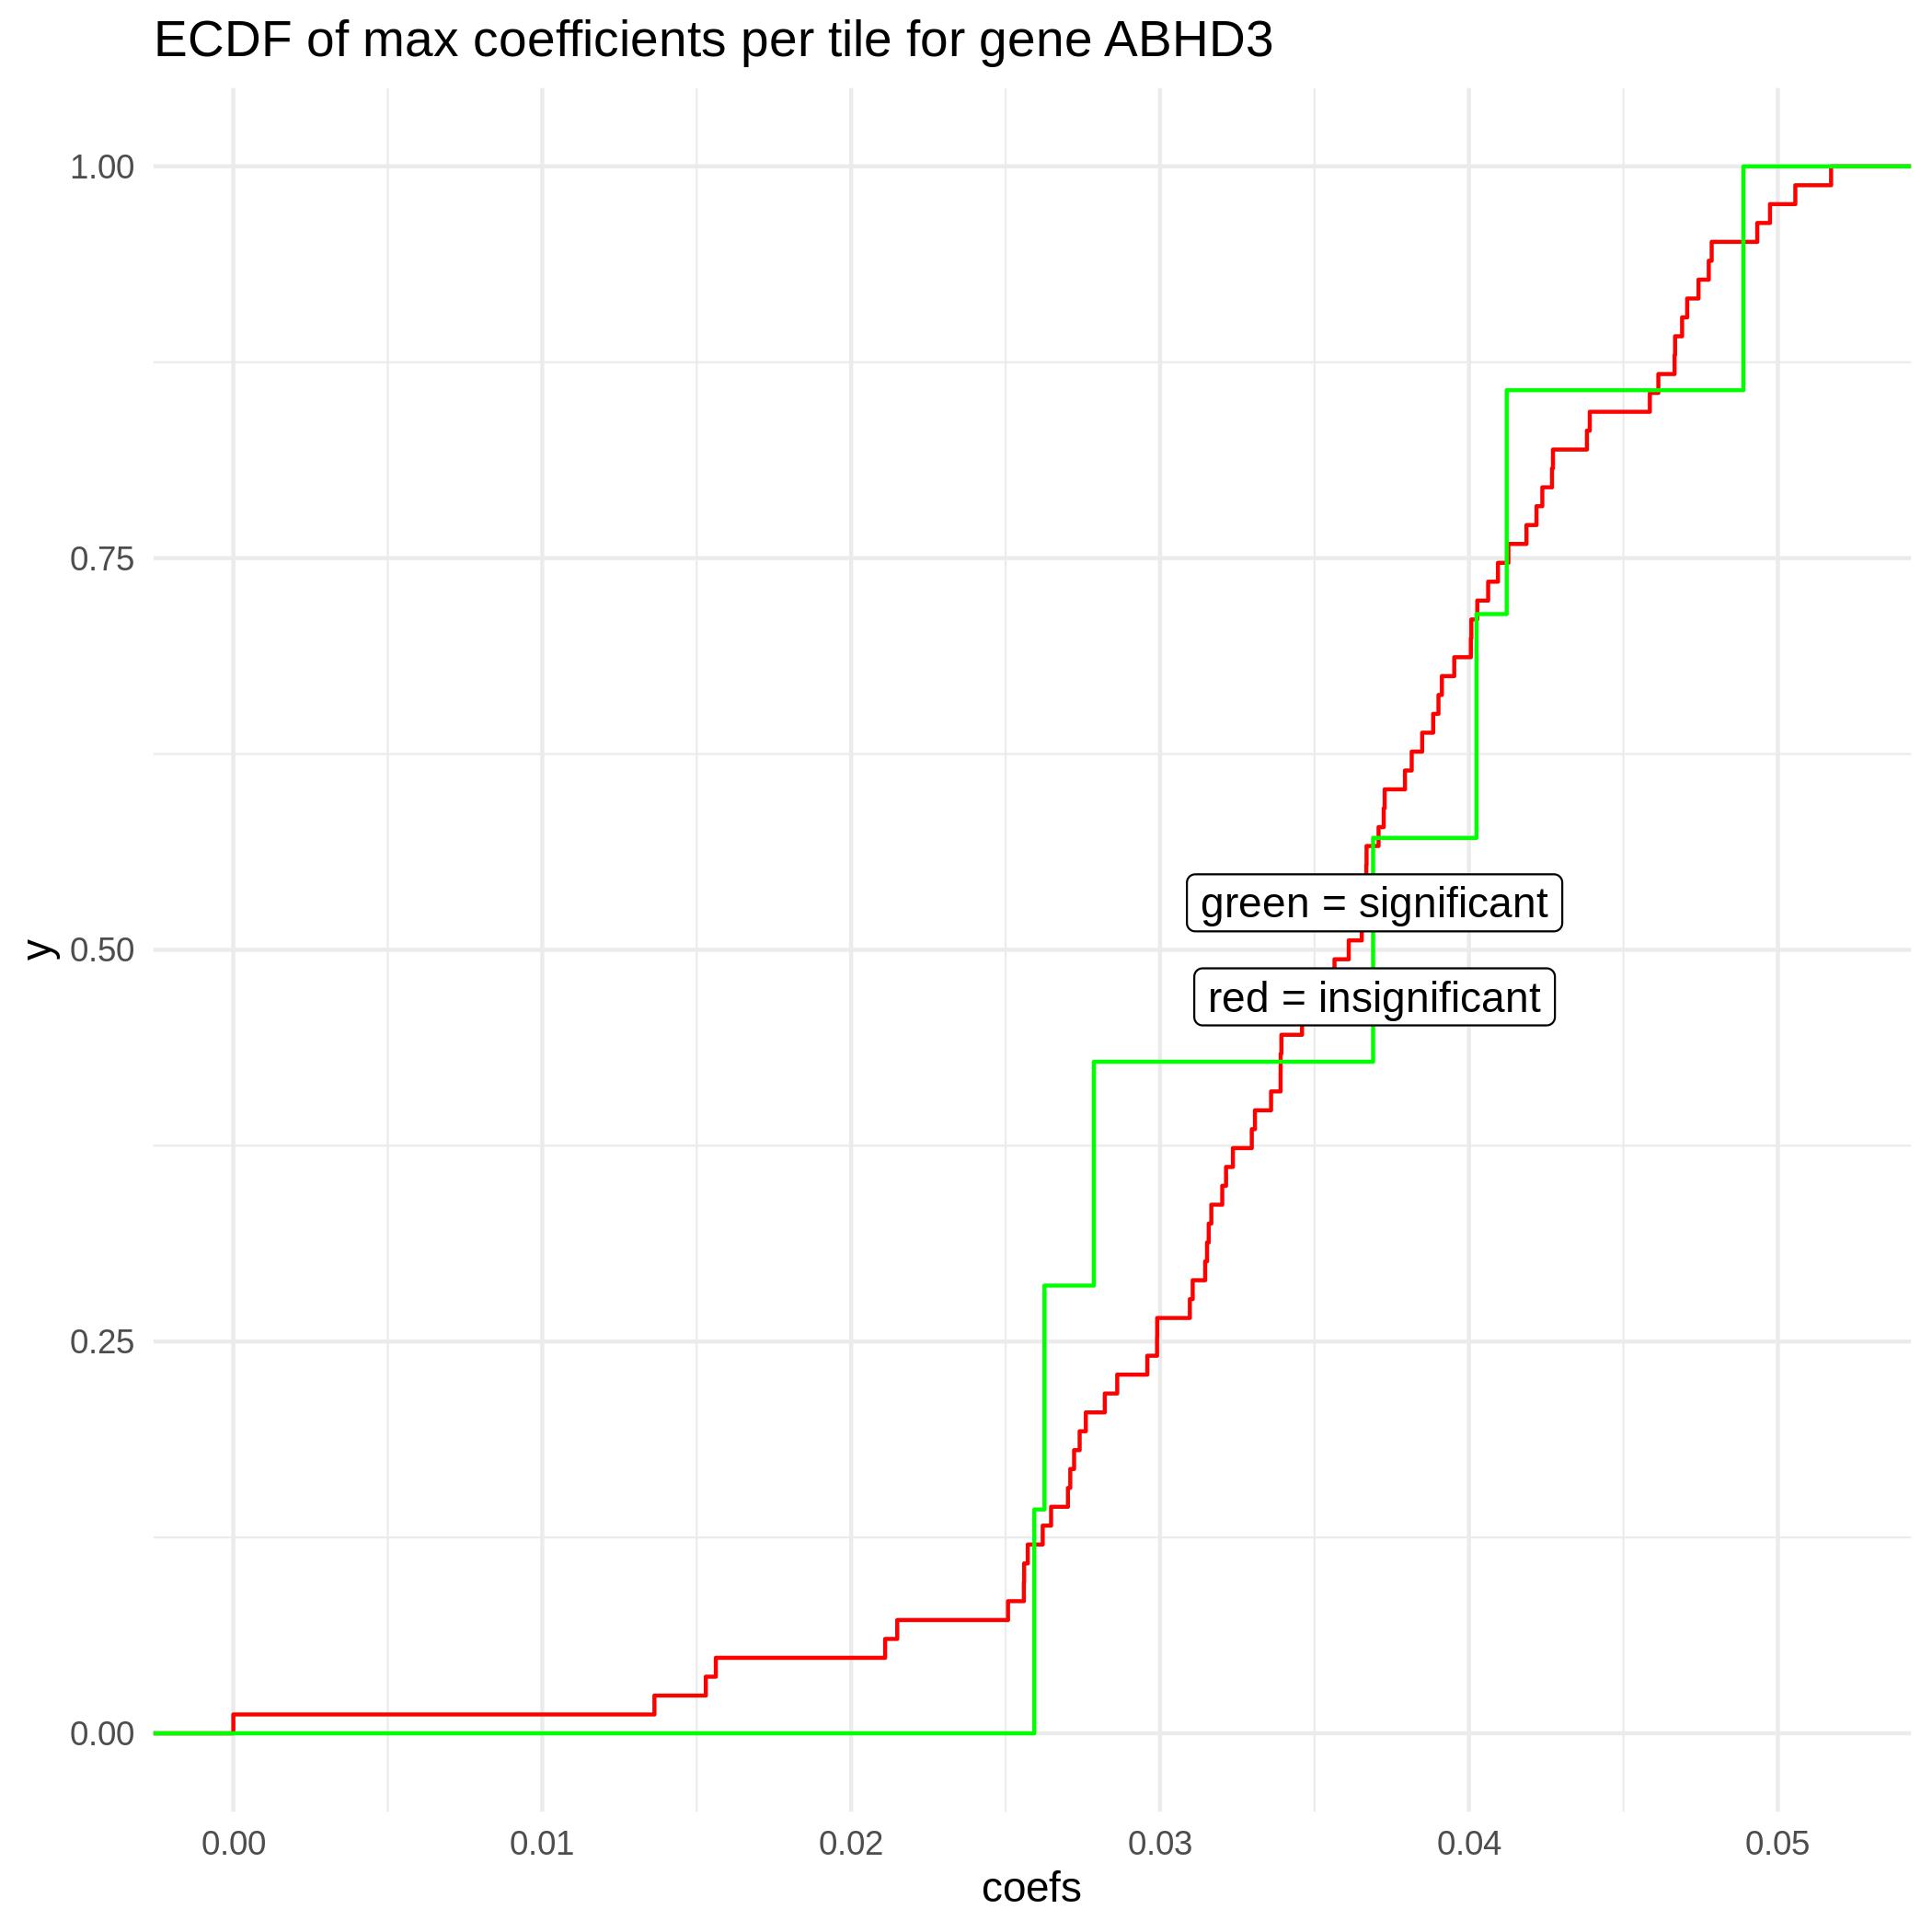 ECDF of max coefficients per tile for gene ABHD3
1.00
0.75
0.50
0.25
0.00
y
green = significant
red = insignificant
0.00 0.01 0.02 0.03 0.04 0.05
coefs